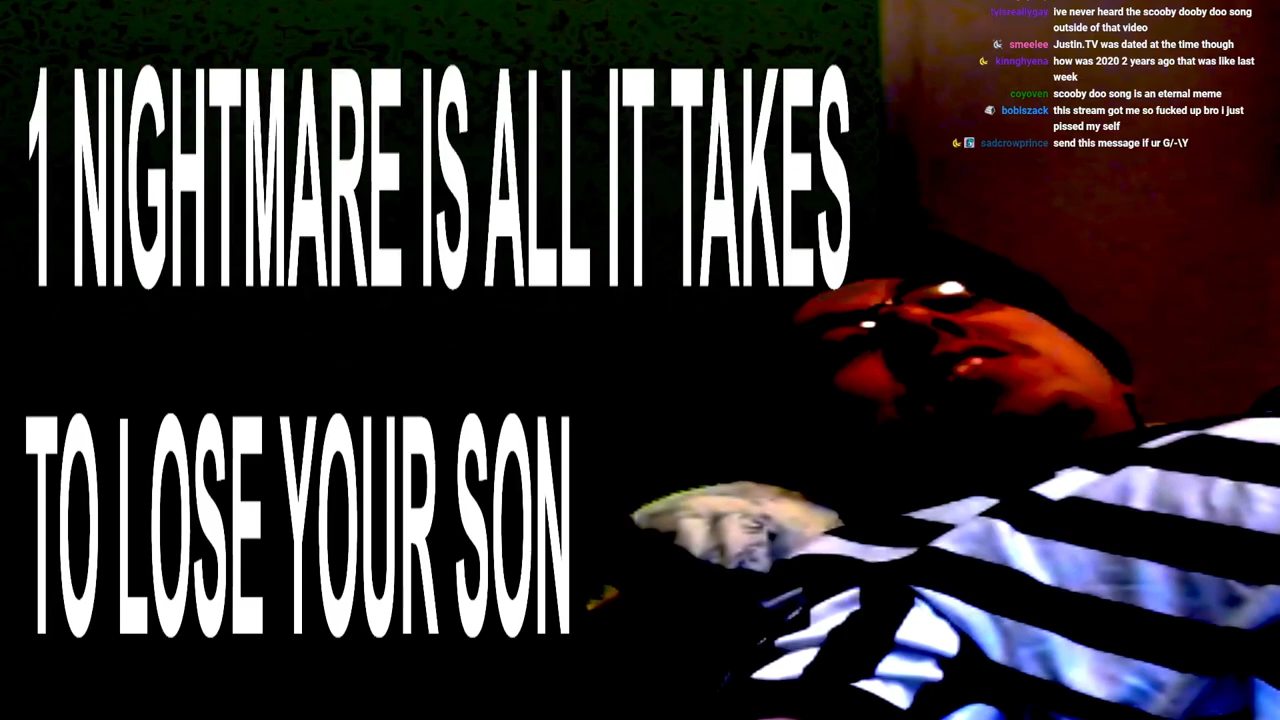 1 NIGHTMARE IS ALL IT TAKES
TO LOSE YOUR SON
tvisreallygay ive never heard the scooby dooby doo song
outside of that video
smeelee Justin.TV was dated at the time though
kinnghyena how was 2020 2 years ago that was like last
week
coyoven scooby doo song is an eternal meme
bobiszack this stream got me so fucked up bro i just
pissed my self
sadcrowprince send this message if ur G/-\Y